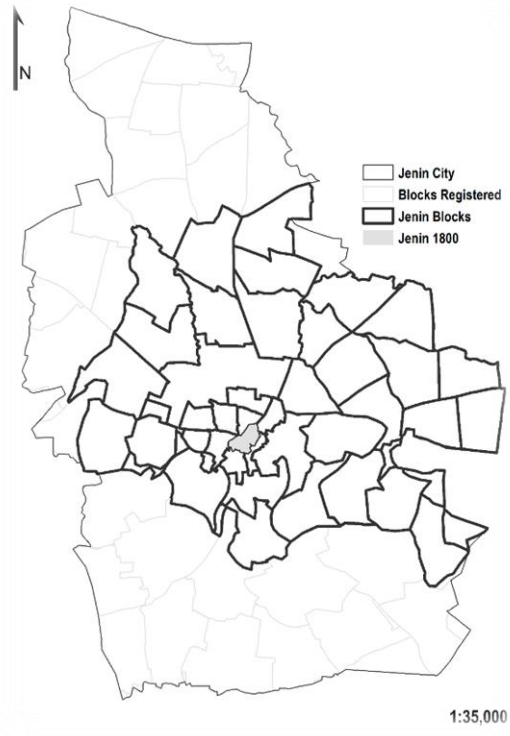 N
Jenin City
Blocks Registered
Jenin Blocks
Jenin 1800
1:35,000